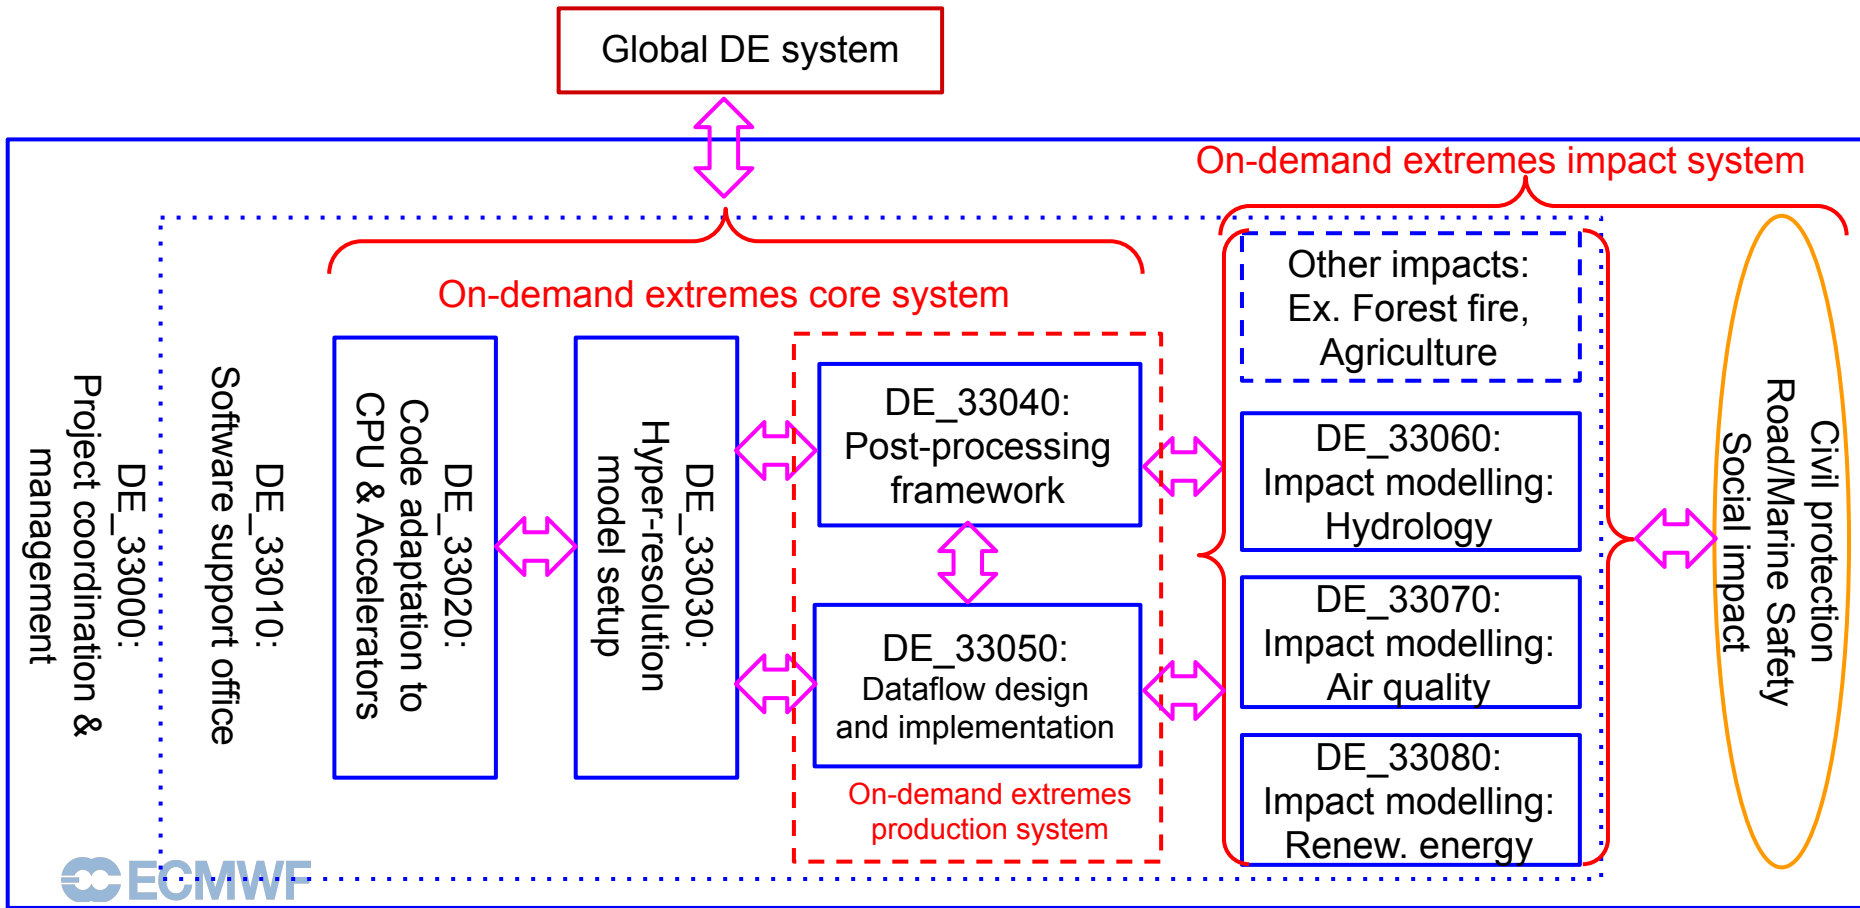 Global DE system
On-demand extremes impact system
On-demand extremes core system
DE_33000:
Project coordination &
management
DE_33010:
Software support office
DE_33020:
Code adaptation to
CPU & Accelerators
DE_33030:
Hyper-resolution
model setup
DE_33040:
Post-processing
framework
DE_33050:
Dataflow design
and implementation
On-demand extremes
production system
Other impacts:
Ex. Forest fire,
Agriculture
DE_33060:
Impact modelling:
Hydrology
DE_33070:
Impact modelling:
Air quality
DE_33080:
Impact modelling:
Renew. energy
Civil protection
Road/Marine Safety
Social impact
ECMWF